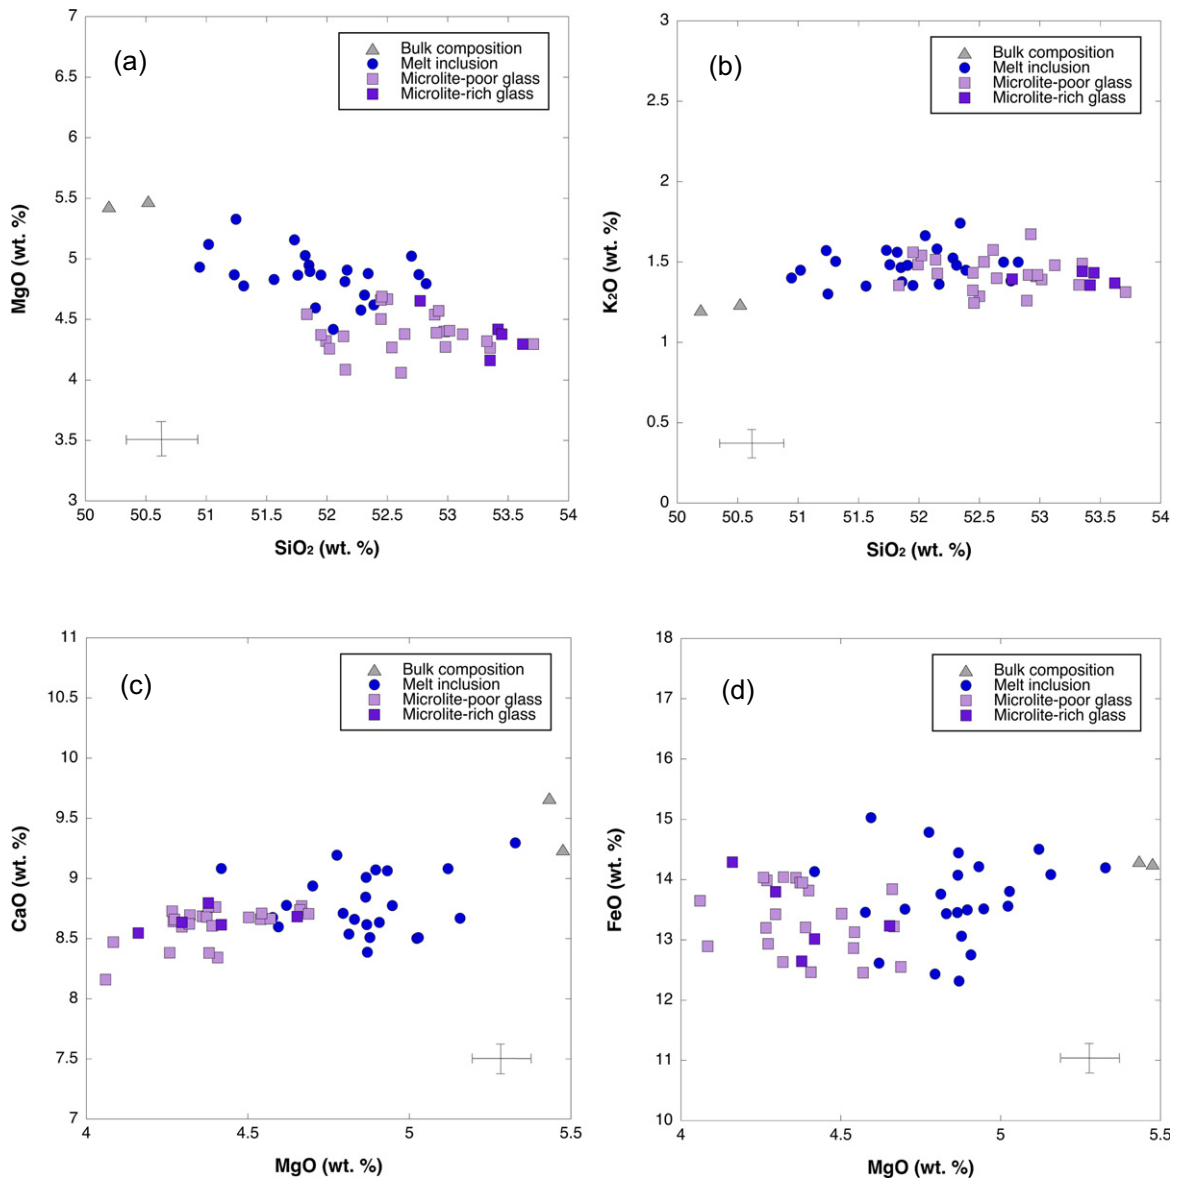 (a)
Bulk composition
Melt inclusion
Microlite-poor glass
Microlite-rich glass
7
6.5
6
5.5
5
4.5
4
3.5
3
MgO (wt. %)
50 50.5 51 51.5 52 52.5 53 53.5 54
SiO₂ (wt. %)
(b)
Bulk composition
Melt inclusion
Microlite-poor glass
Microlite-rich glass
3
2.5
2
1.5
1
0.5
0
K₂O (wt. %)
50 50.5 51 51.5 52 52.5 53 53.5 54
SiO₂ (wt. %)
(c)
Bulk composition
Melt inclusion
Microlite-poor glass
Microlite-rich glass
11
10.5
10
9.5
9
8.5
8
7.5
7
CaO (wt. %)
4 4.5 5 5.5
MgO (wt. %)
(d)
Bulk composition
Melt inclusion
Microlite-poor glass
Microlite-rich glass
18
17
16
15
14
13
12
11
10
FeO (wt. %)
4 4.5 5 5.5
MgO (wt. %)